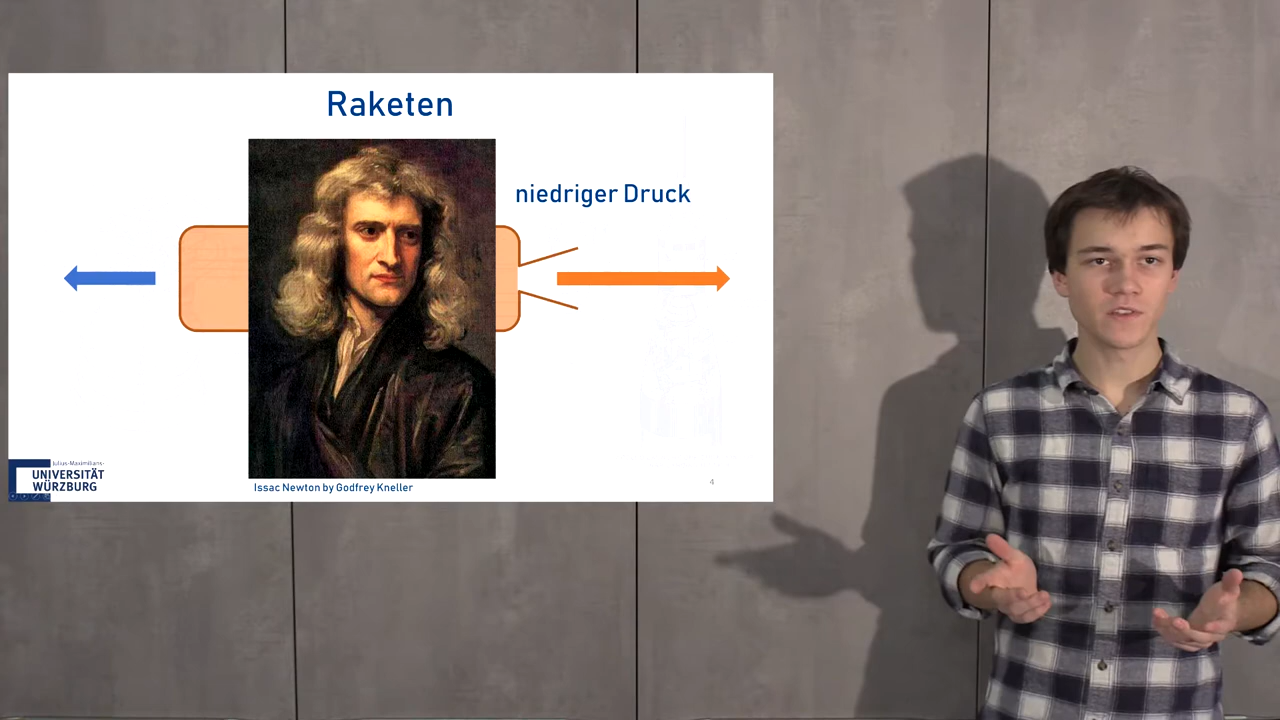 Raketen
niedriger Druck
Julius-Maximilians-
UNIVERSITÄT
WÜRZBURG
Issac Newton by Godfrey Kneller
4